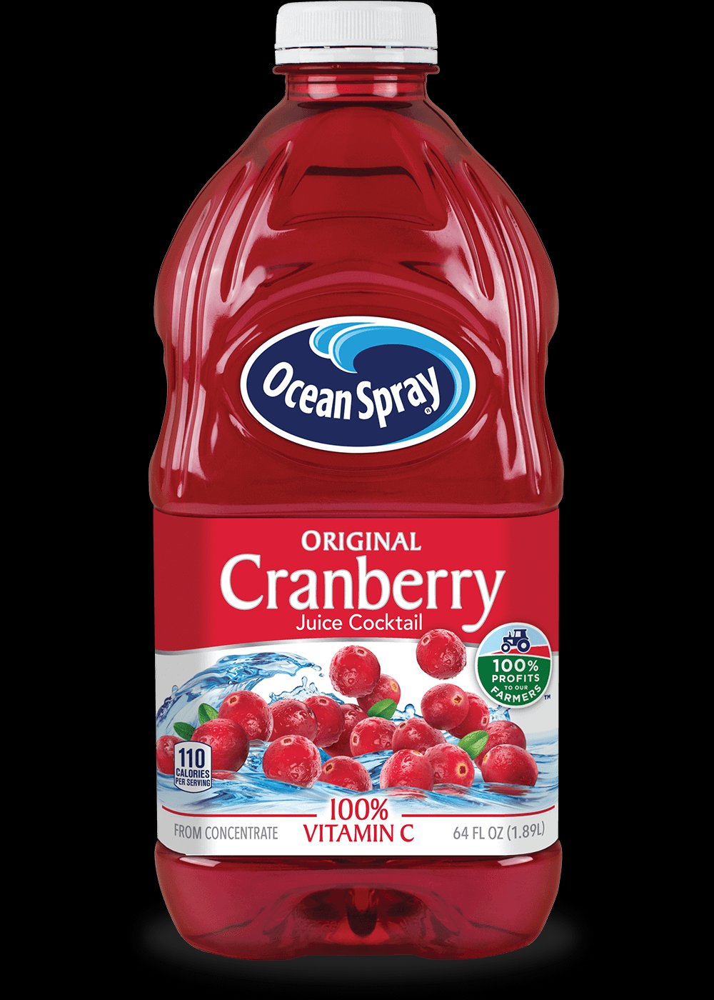 Ocean Spray®
ORIGINAL
Cranberry
Juice Cocktail
100%
PROFITS
TO OUR
FARMERS™
110
CALORIES
PER SERVING
100%
VITAMIN C
FROM CONCENTRATE
64 FL OZ (1.89L)